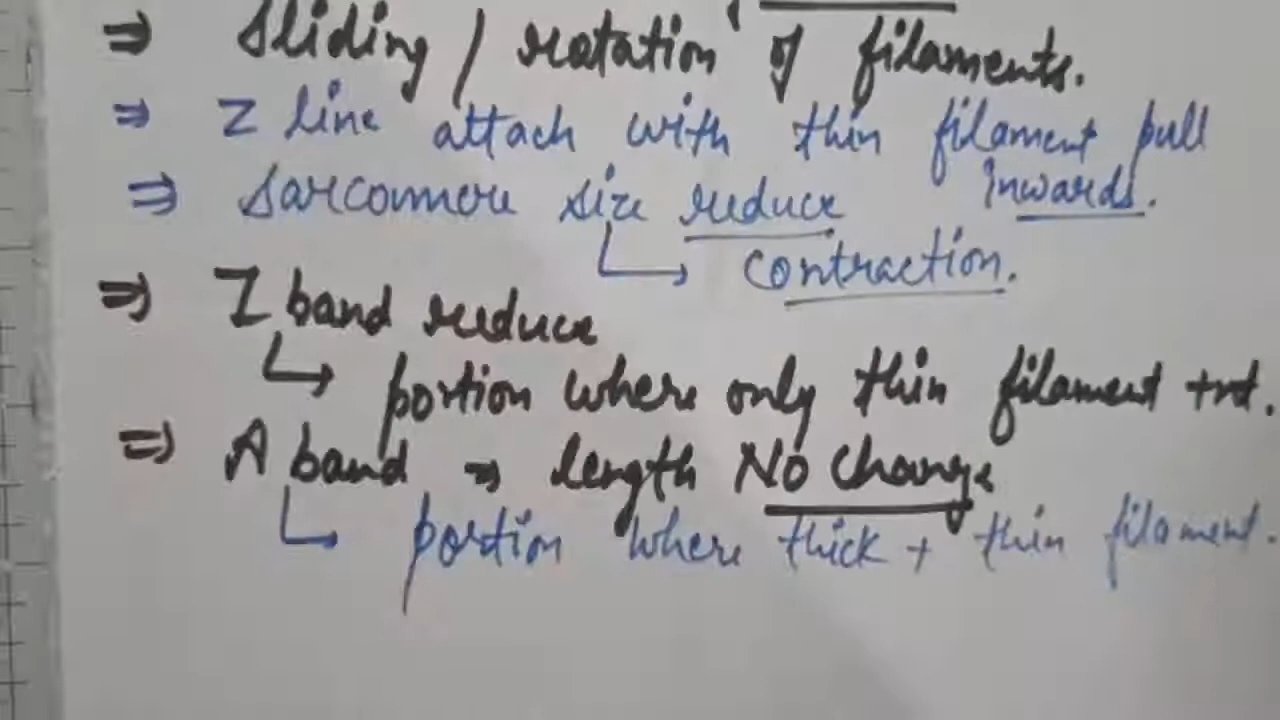 ⇒ Sliding / rotation of filaments.
⇒ Z line attach with thin filament pull
inwards.
⇒ Sarcomere size reduce
↳ contraction.
⇒ I band reduce
↳ portion where only thin filament +nt.
⇒ A band ⇒ length No change
↳ portion where thick + thin filament.